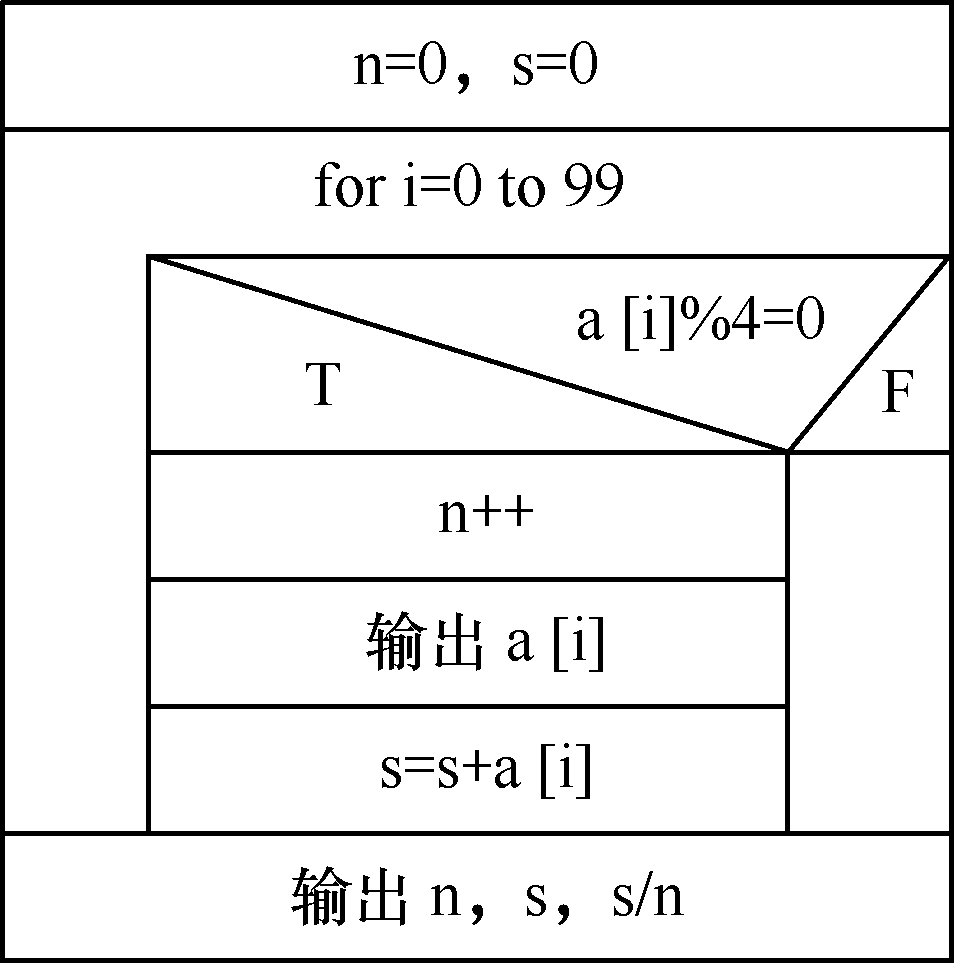 n=0，s=0
for i=0 to 99
a [i]%4=0
T
F
n++
输出 a [i]
s=s+a [i]
输出 n，s，s/n